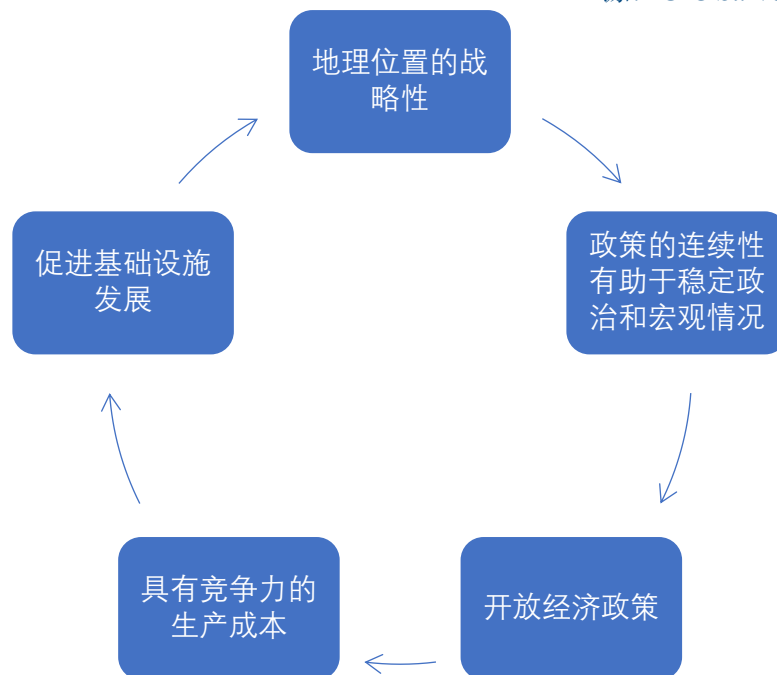 地理位置的战
略性
政策的连续性
有助于稳定政
治和宏观情况
开放经济政策
具有竞争力的
生产成本
促进基础设施
发展